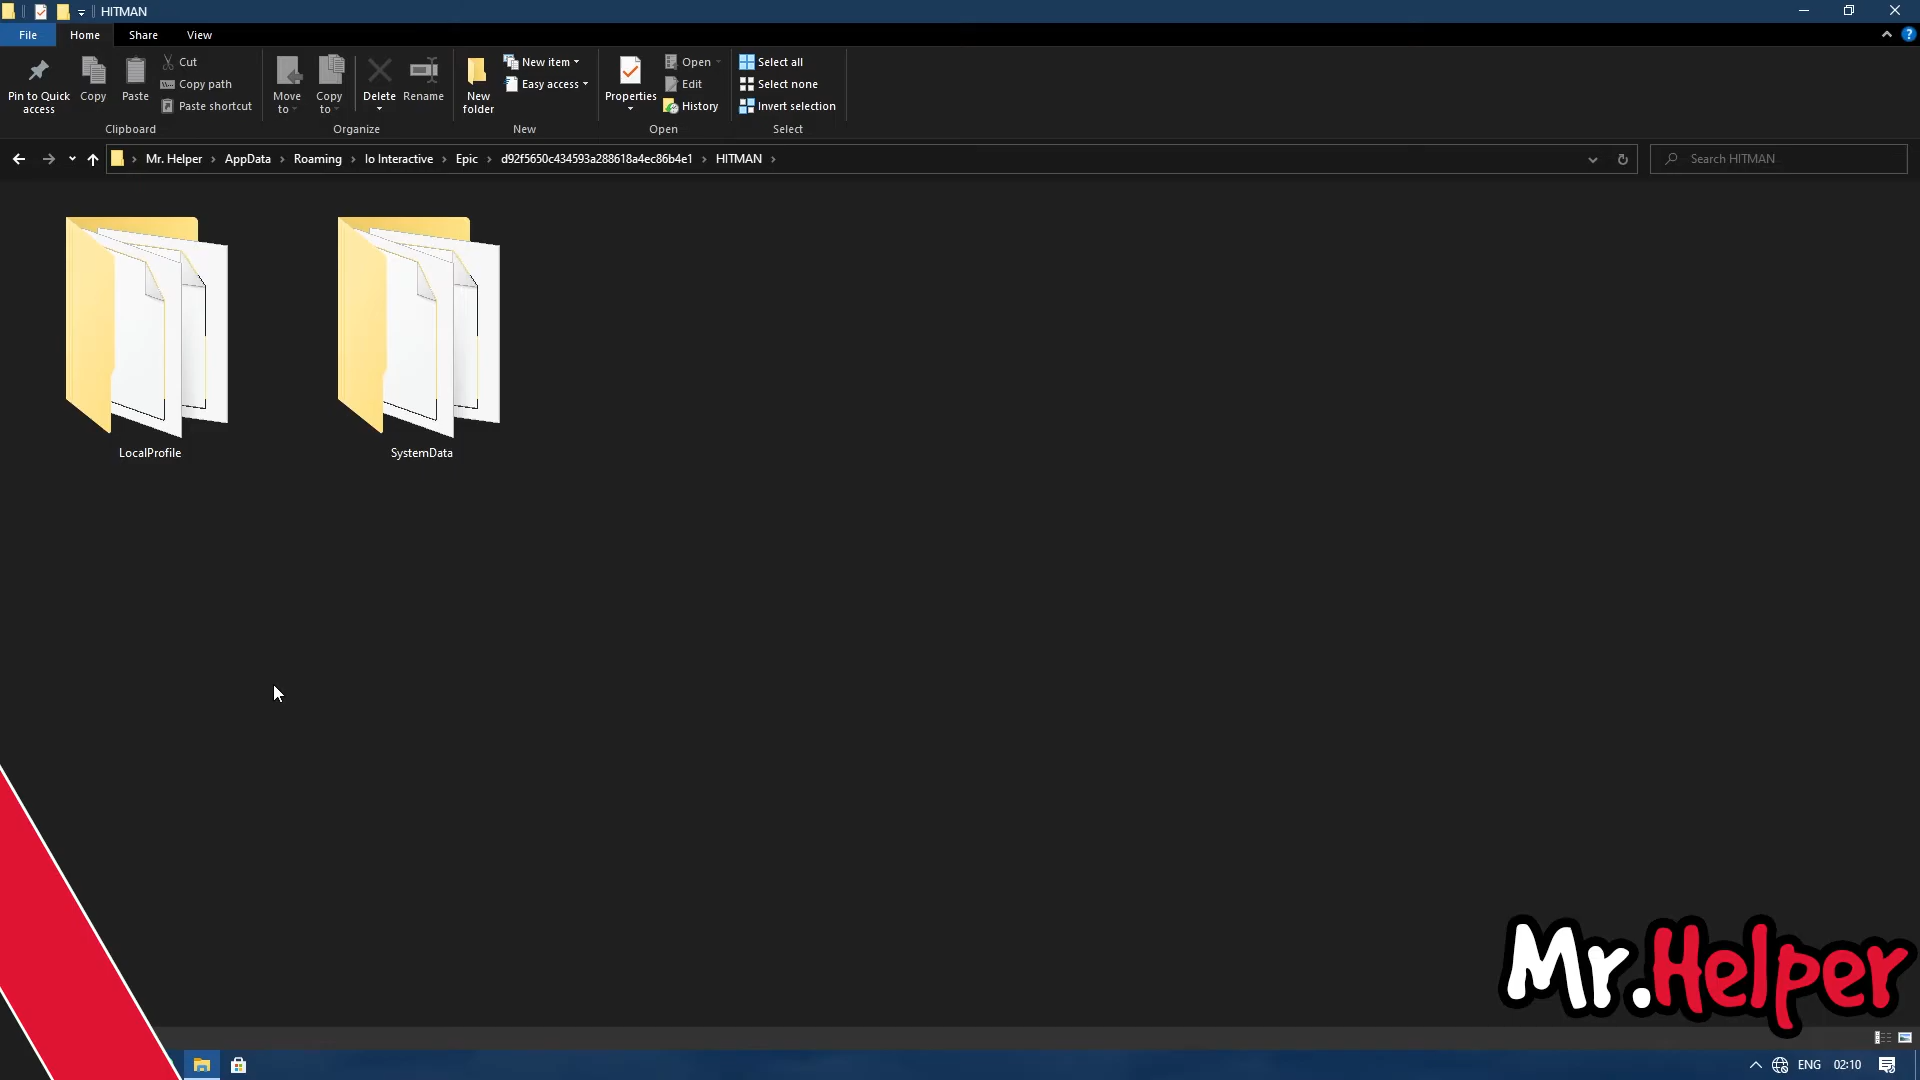 HITMAN
File Home Share View
Pin to Quick access
Copy
Paste
Cut
Copy path
Paste shortcut
Clipboard
Move to
Copy to
Delete
Rename
Organize
New folder
New item
Easy access
New
Properties
Open
Edit
History
Open
Select all
Select none
Invert selection
Select
Mr. Helper AppData Roaming Io Interactive Epic d92f5650c434593a288618a4ec86b4e1 HITMAN
Search HITMAN
LocalProfile
SystemData
Mr.Helper
ENG 02:10